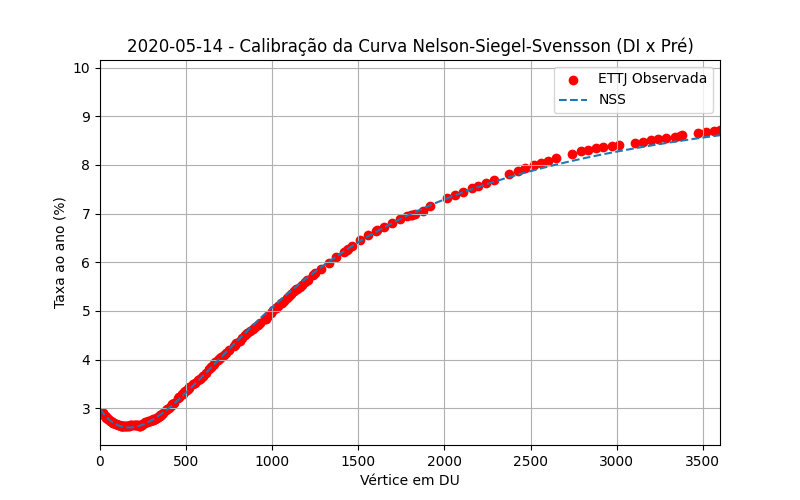 2020-05-14 - Calibração da Curva Nelson-Siegel-Svensson (DI x Pré)
ETTJ Observada
NSS
Taxa ao ano (%)
10
9
8
7
6
5
4
3
0 500 1000 1500 2000 2500 3000 3500
Vértice em DU